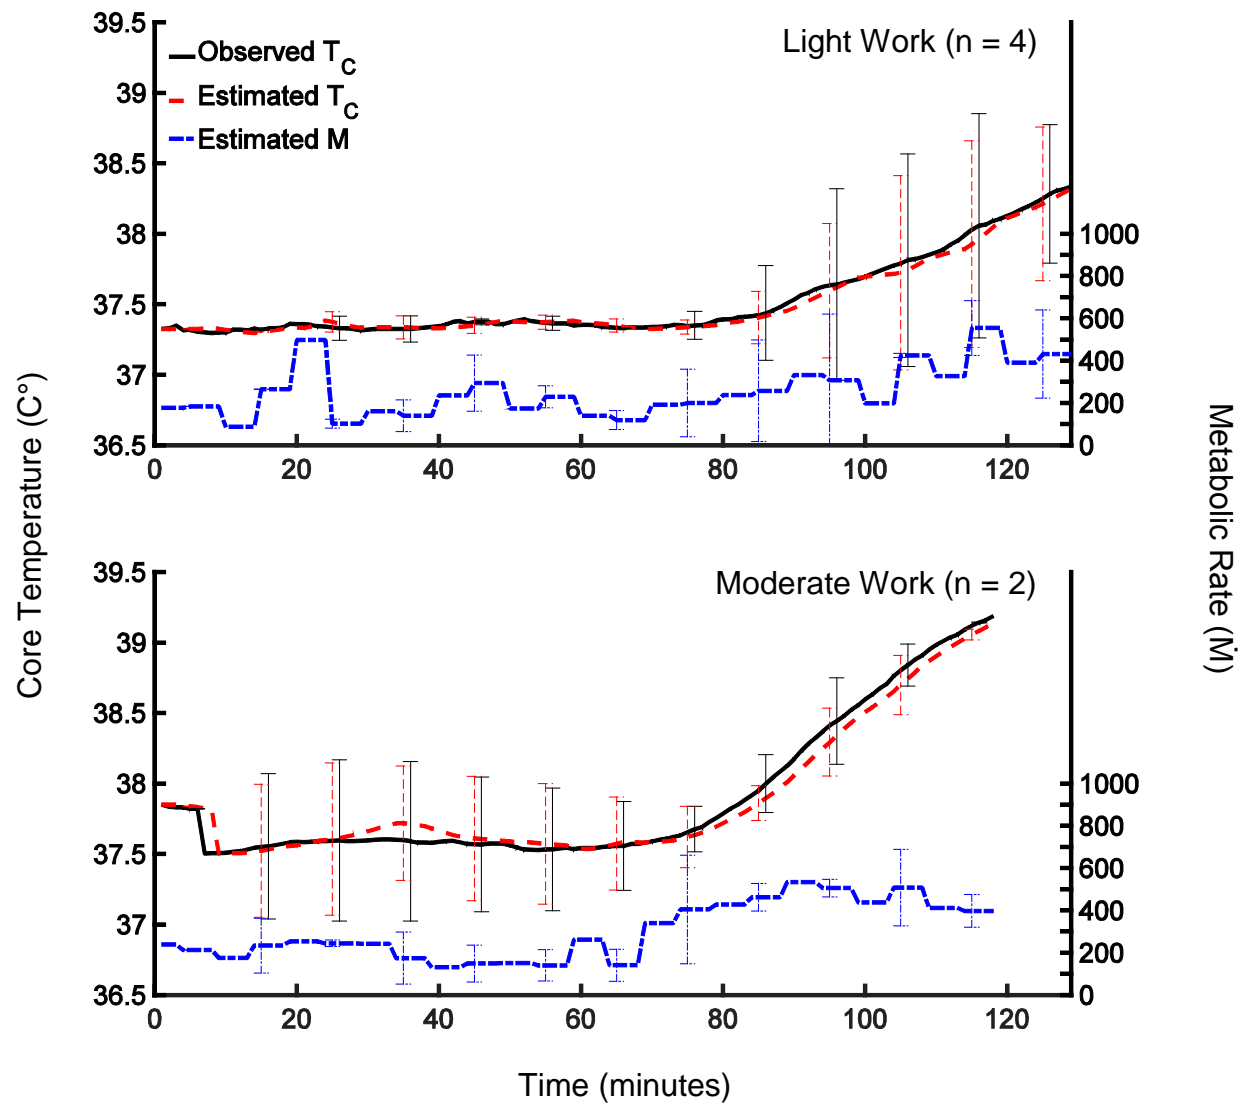 39.5
Light Work (n = 4)
Observed T_C
39
Estimated T_C
Estimated M
38.5
38
1000
800
37.5
600
37
400
200
36.5
0
0 20 40 60 80 100 120
Core Temperature (C°)
Metabolic Rate (Ṁ)
39.5
Moderate Work (n = 2)
39
38.5
38
1000
800
37.5
600
37
400
200
36.5
0
0 20 40 60 80 100 120
Time (minutes)